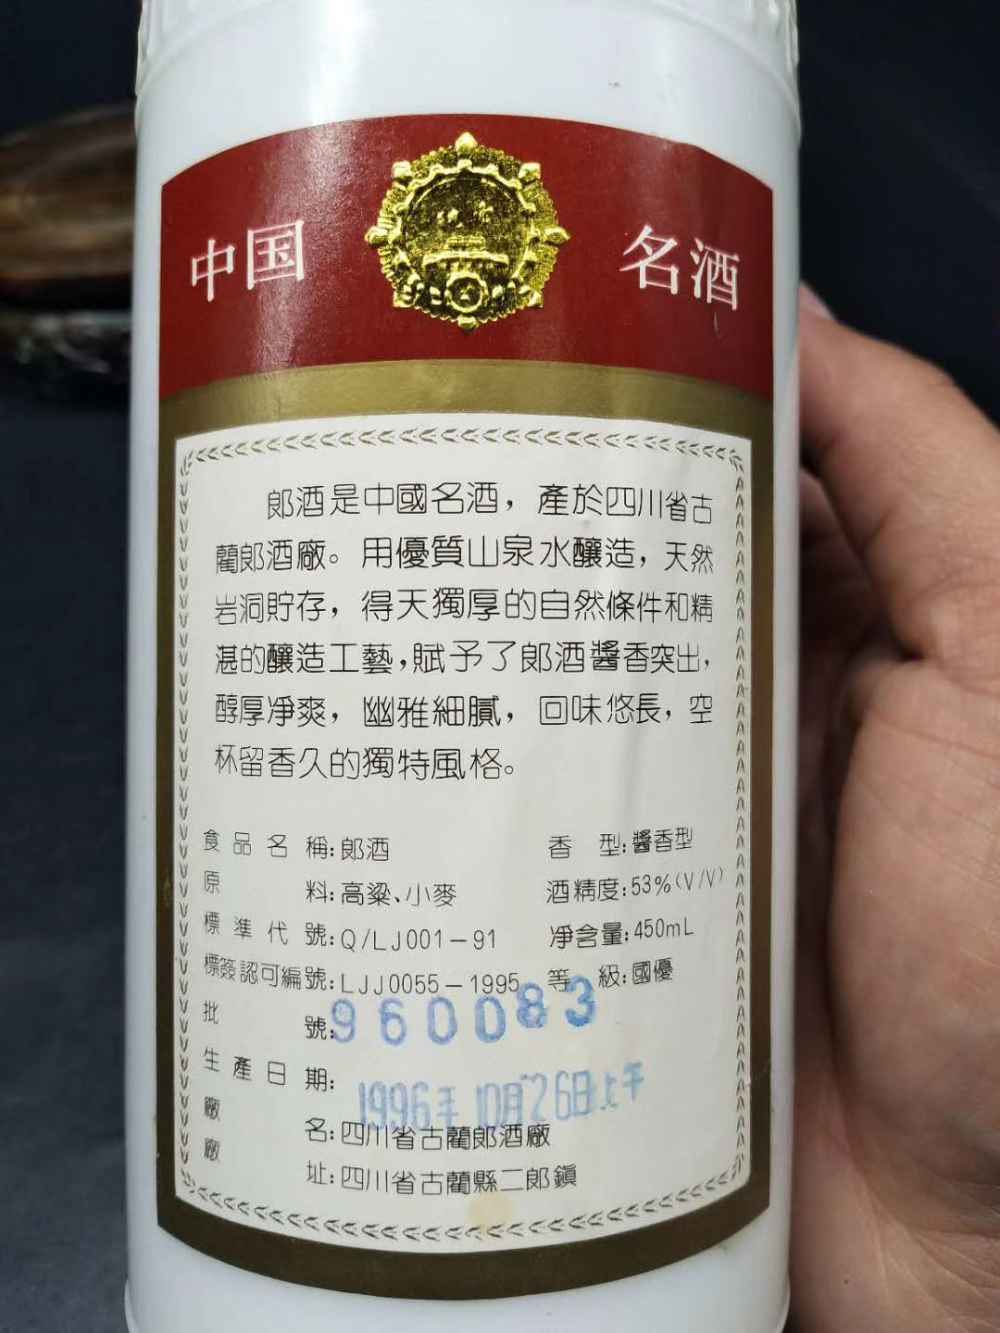 中国 名酒
郎酒是中國名酒，產於四川省古
藺郎酒廠。用優質山泉水釀造，天然
岩洞貯存，得天獨厚的自然條件和精
湛的釀造工藝，賦予了郎酒醬香突出，
醇厚凈爽，幽雅細膩，回味悠長，空
杯留香久的獨特風格。
食品名稱:郎酒 香型:醬香型
原料:高粱、小麥 酒精度:53%(V/V)
標準代號:Q/LJ001-91 凈含量:450mL
標簽認可編號:LJJ0055-1995 等級:國優
批號:960083
生產日期:1996年10月26日上午
廠名:四川省古藺郎酒廠
廠址:四川省古藺縣二郎鎮